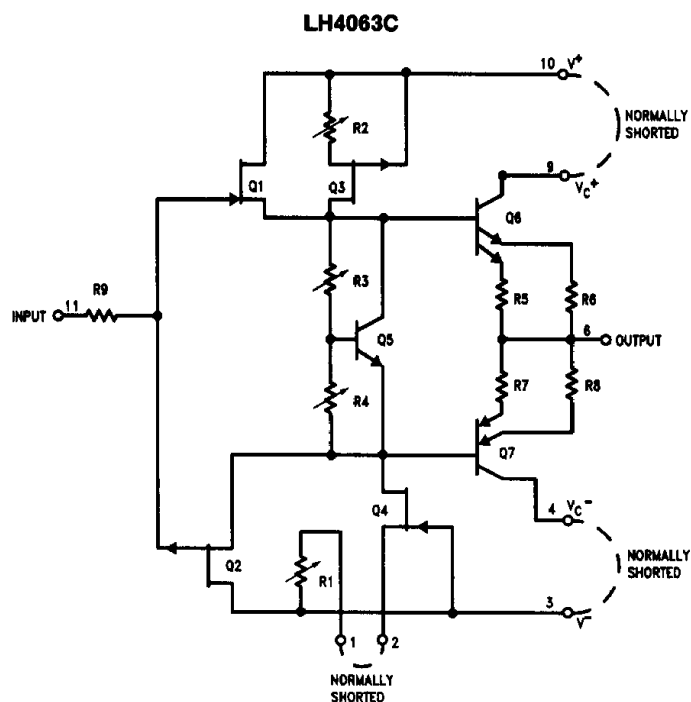 LH4063C
10 V+
NORMALLY
SHORTED
R2
Q1
Q3
9
VC+
Q6
R9
11
INPUT
R3
R5
R6
6
OUTPUT
Q5
R4
R7
R8
Q7
Q4
4
VC-
Q2
R1
NORMALLY
SHORTED
3
V-
1
2
NORMALLY
SHORTED